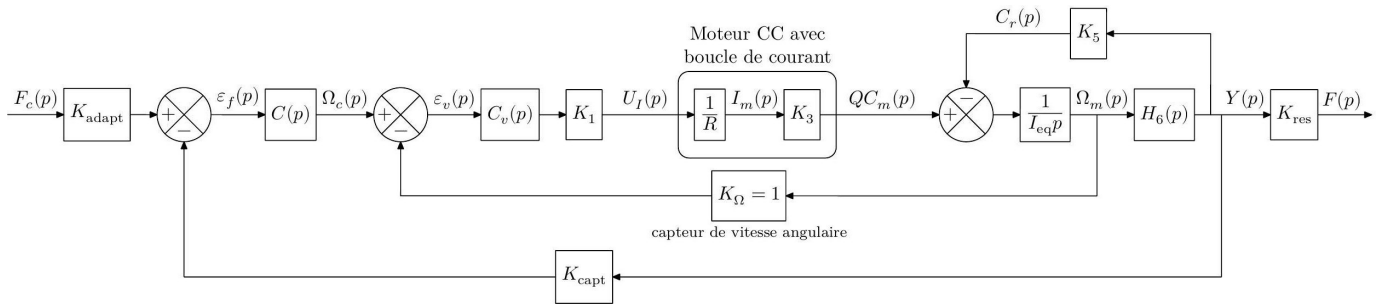 C_r(p)
K_5
Moteur CC avec
boucle de courant
F_c(p)
K_adapt
+
−
ε_f(p)
C(p)
Ω_c(p)
+
−
ε_v(p)
C_v(p)
K_1
U_I(p)
1/R
I_m(p)
K_3
QC_m(p)
+
−
1/(I_eq p)
Ω_m(p)
H_6(p)
Y(p)
K_res
F(p)
K_Ω = 1
capteur de vitesse angulaire
K_capt